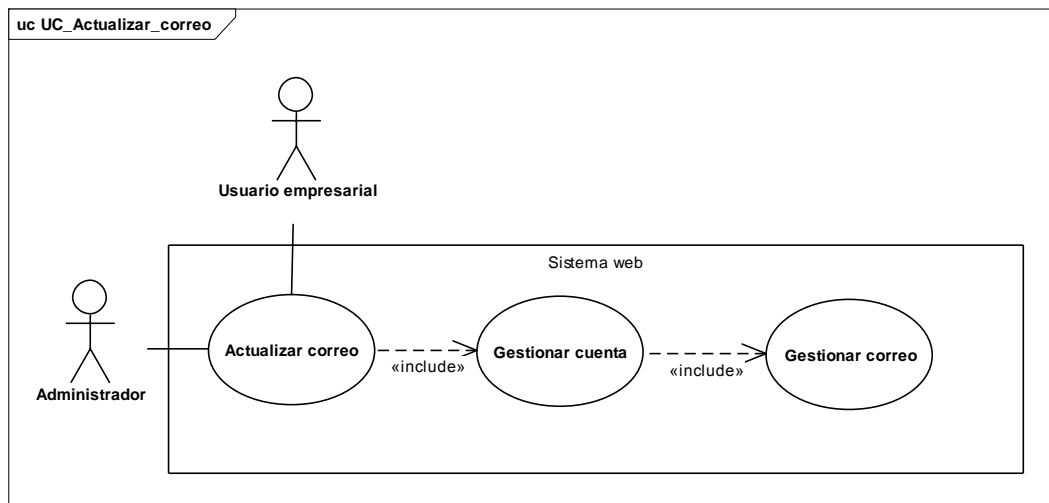 uc UC_Actualizar_correo
Usuario empresarial
Sistema web
Administrador
Actualizar correo
«include»
Gestionar cuenta
«include»
Gestionar correo